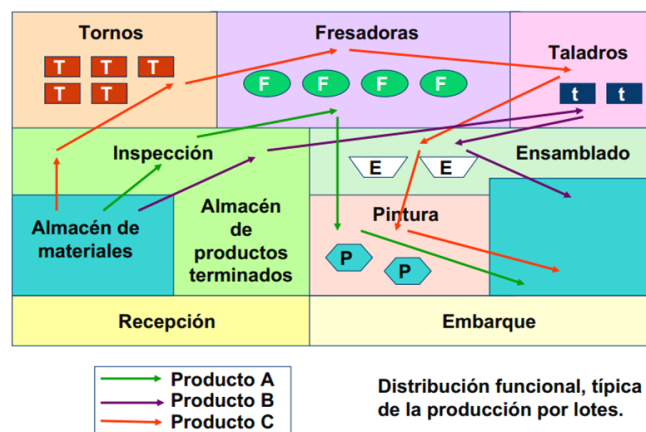 Tornos
Fresadoras
Taladros
T T T
T T
F F F F
t t
Inspección
Ensamblado
E E
Almacén de
materiales
Almacén
de
productos
terminados
Pintura
P
P
Recepción
Embarque
Producto A
Producto B
Producto C
Distribución funcional, típica
de la producción por lotes.